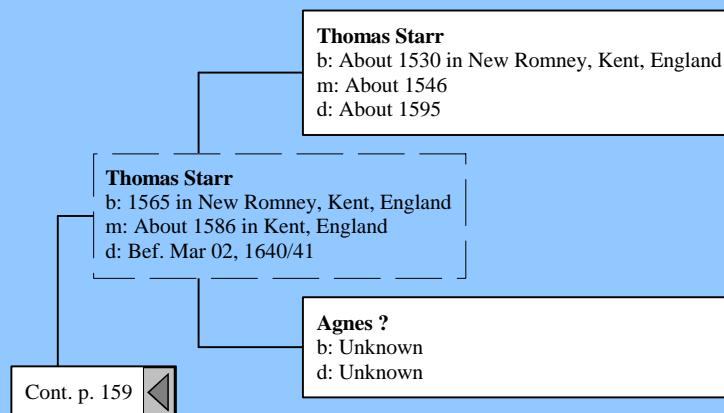 Thomas Starr
b: About 1530 in New Romney, Kent, England
m: About 1546
d: About 1595
Thomas Starr
b: 1565 in New Romney, Kent, England
m: About 1586 in Kent, England
d: Bef. Mar 02, 1640/41
Agnes ?
b: Unknown
d: Unknown
Cont. p. 159